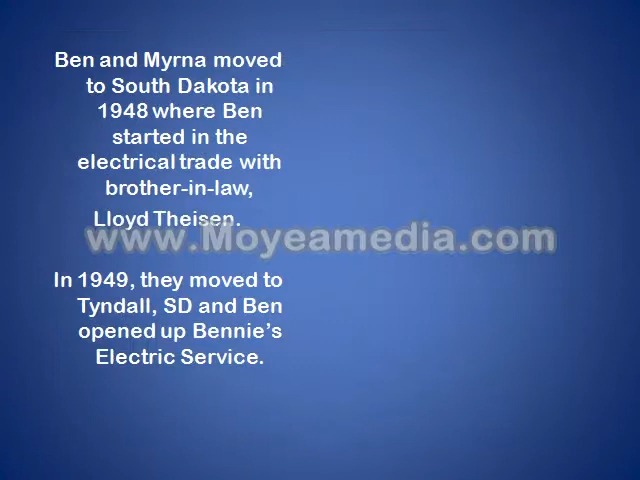 Ben and Myrna moved
to South Dakota in
1948 where Ben
started in the
electrical trade with
brother-in-law,
Lloyd Theisen.
www.Moyeamedia.com
In 1949, they moved to
Tyndall, SD and Ben
opened up Bennie’s
Electric Service.